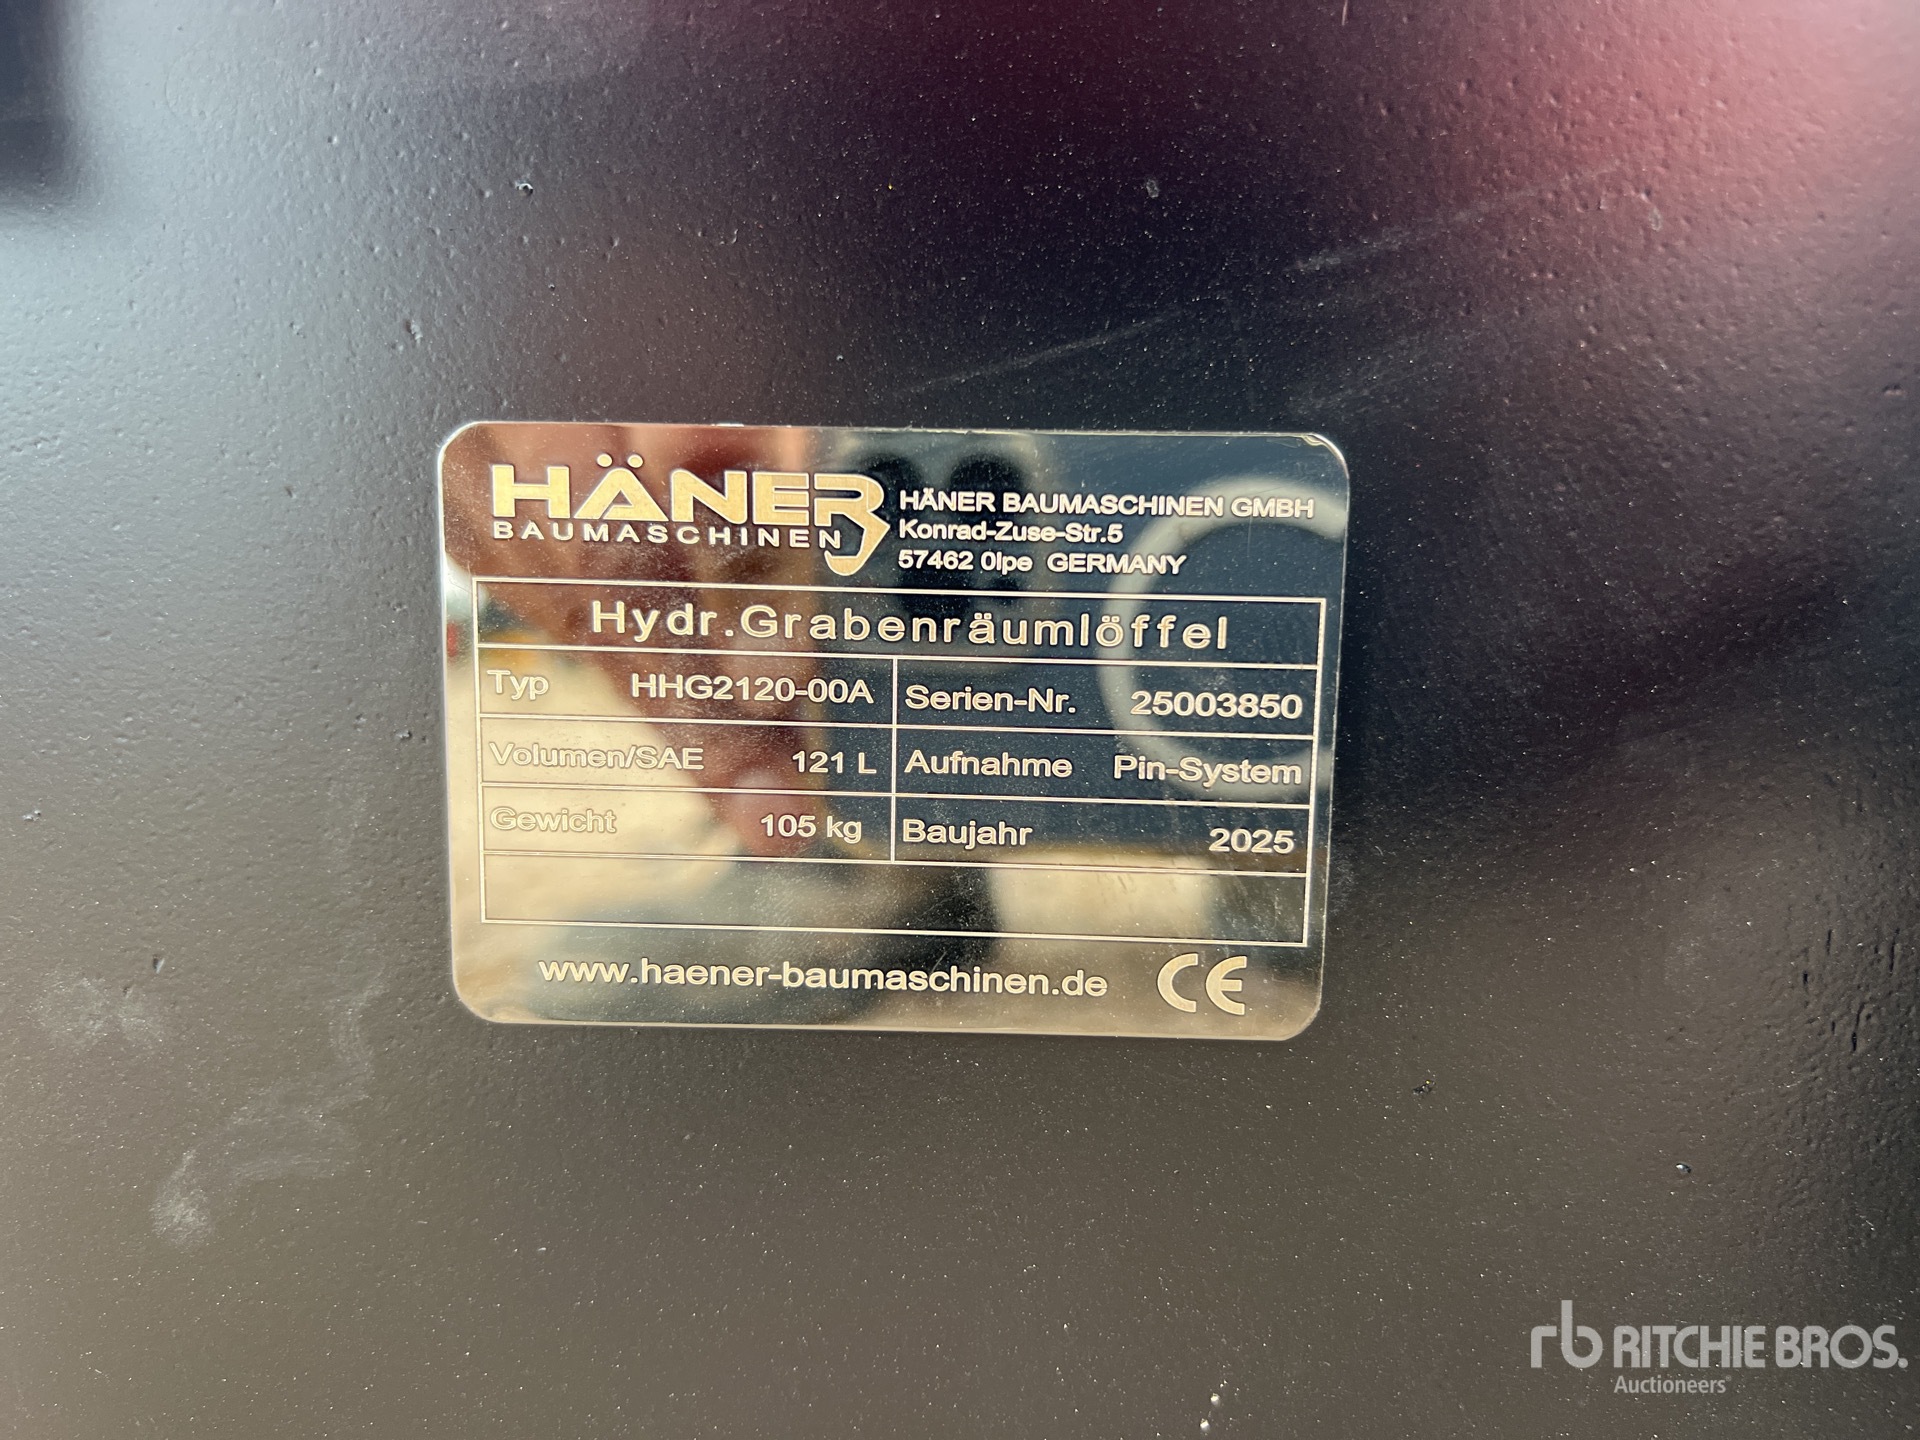 HÄNER
BAUMASCHINEN
HÄNER BAUMASCHINEN GMBH
Konrad-Zuse-Str.5
57462 Olpe GERMANY
Hydr.Grabenräumlöffel
Typ HHG2120-00A Serien-Nr. 25003850
Volumen/SAE 121 L Aufnahme Pin-System
Gewicht 105 kg Baujahr 2025
www.haener-baumaschinen.de CE
rb RITCHIE BROS.
Auctioneers